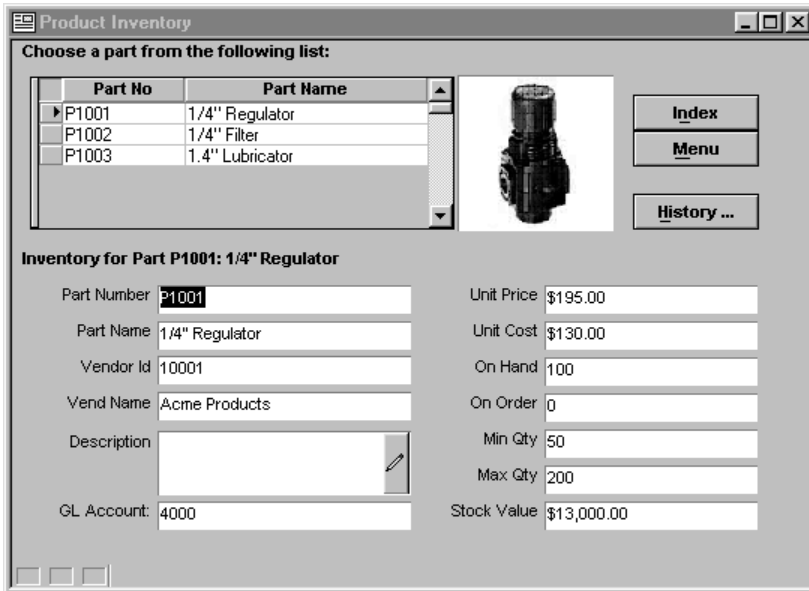 Product Inventory
Choose a part from the following list:
Part No Part Name
P1001 1/4" Regulator
P1002 1/4" Filter
P1003 1.4" Lubricator
Index
Menu
History ...
Inventory for Part P1001: 1/4" Regulator
Part Number P1001 Unit Price $195.00
Part Name 1/4" Regulator Unit Cost $130.00
Vendor Id 10001 On Hand 100
Vend Name Acme Products On Order 0
Description Min Qty 50
Max Qty 200
GL Account: 4000 Stock Value $13,000.00